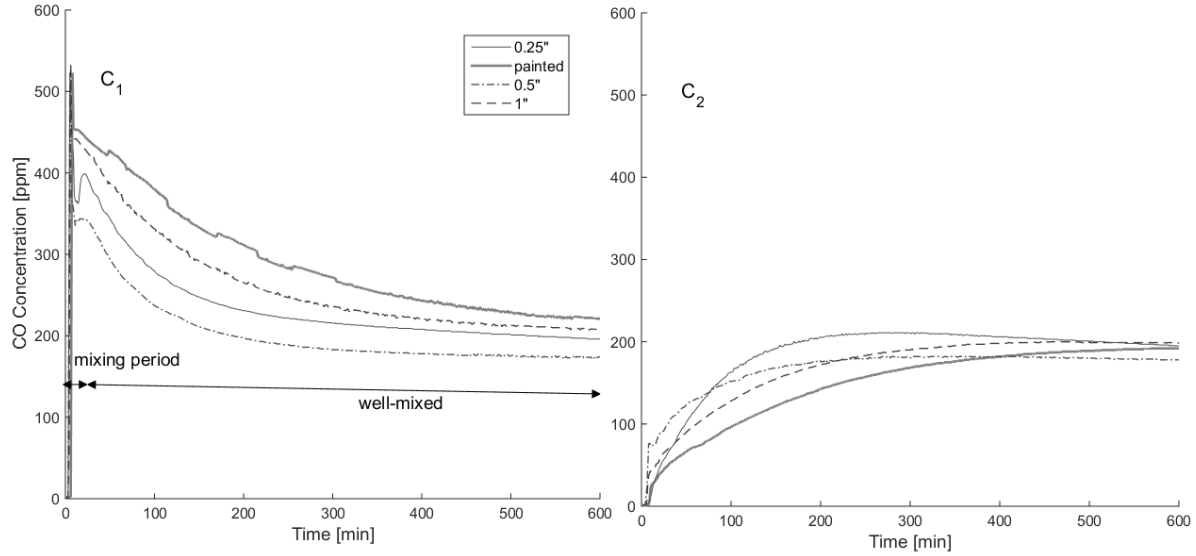 600
500
400
300
200
100
0
CO Concentration [ppm]
C1
0.25"
painted
0.5"
1"
mixing period
well-mixed
0 100 200 300 400 500 600
Time [min]
600
500
400
300
200
100
0
C2
0 100 200 300 400 500 600
Time [min]